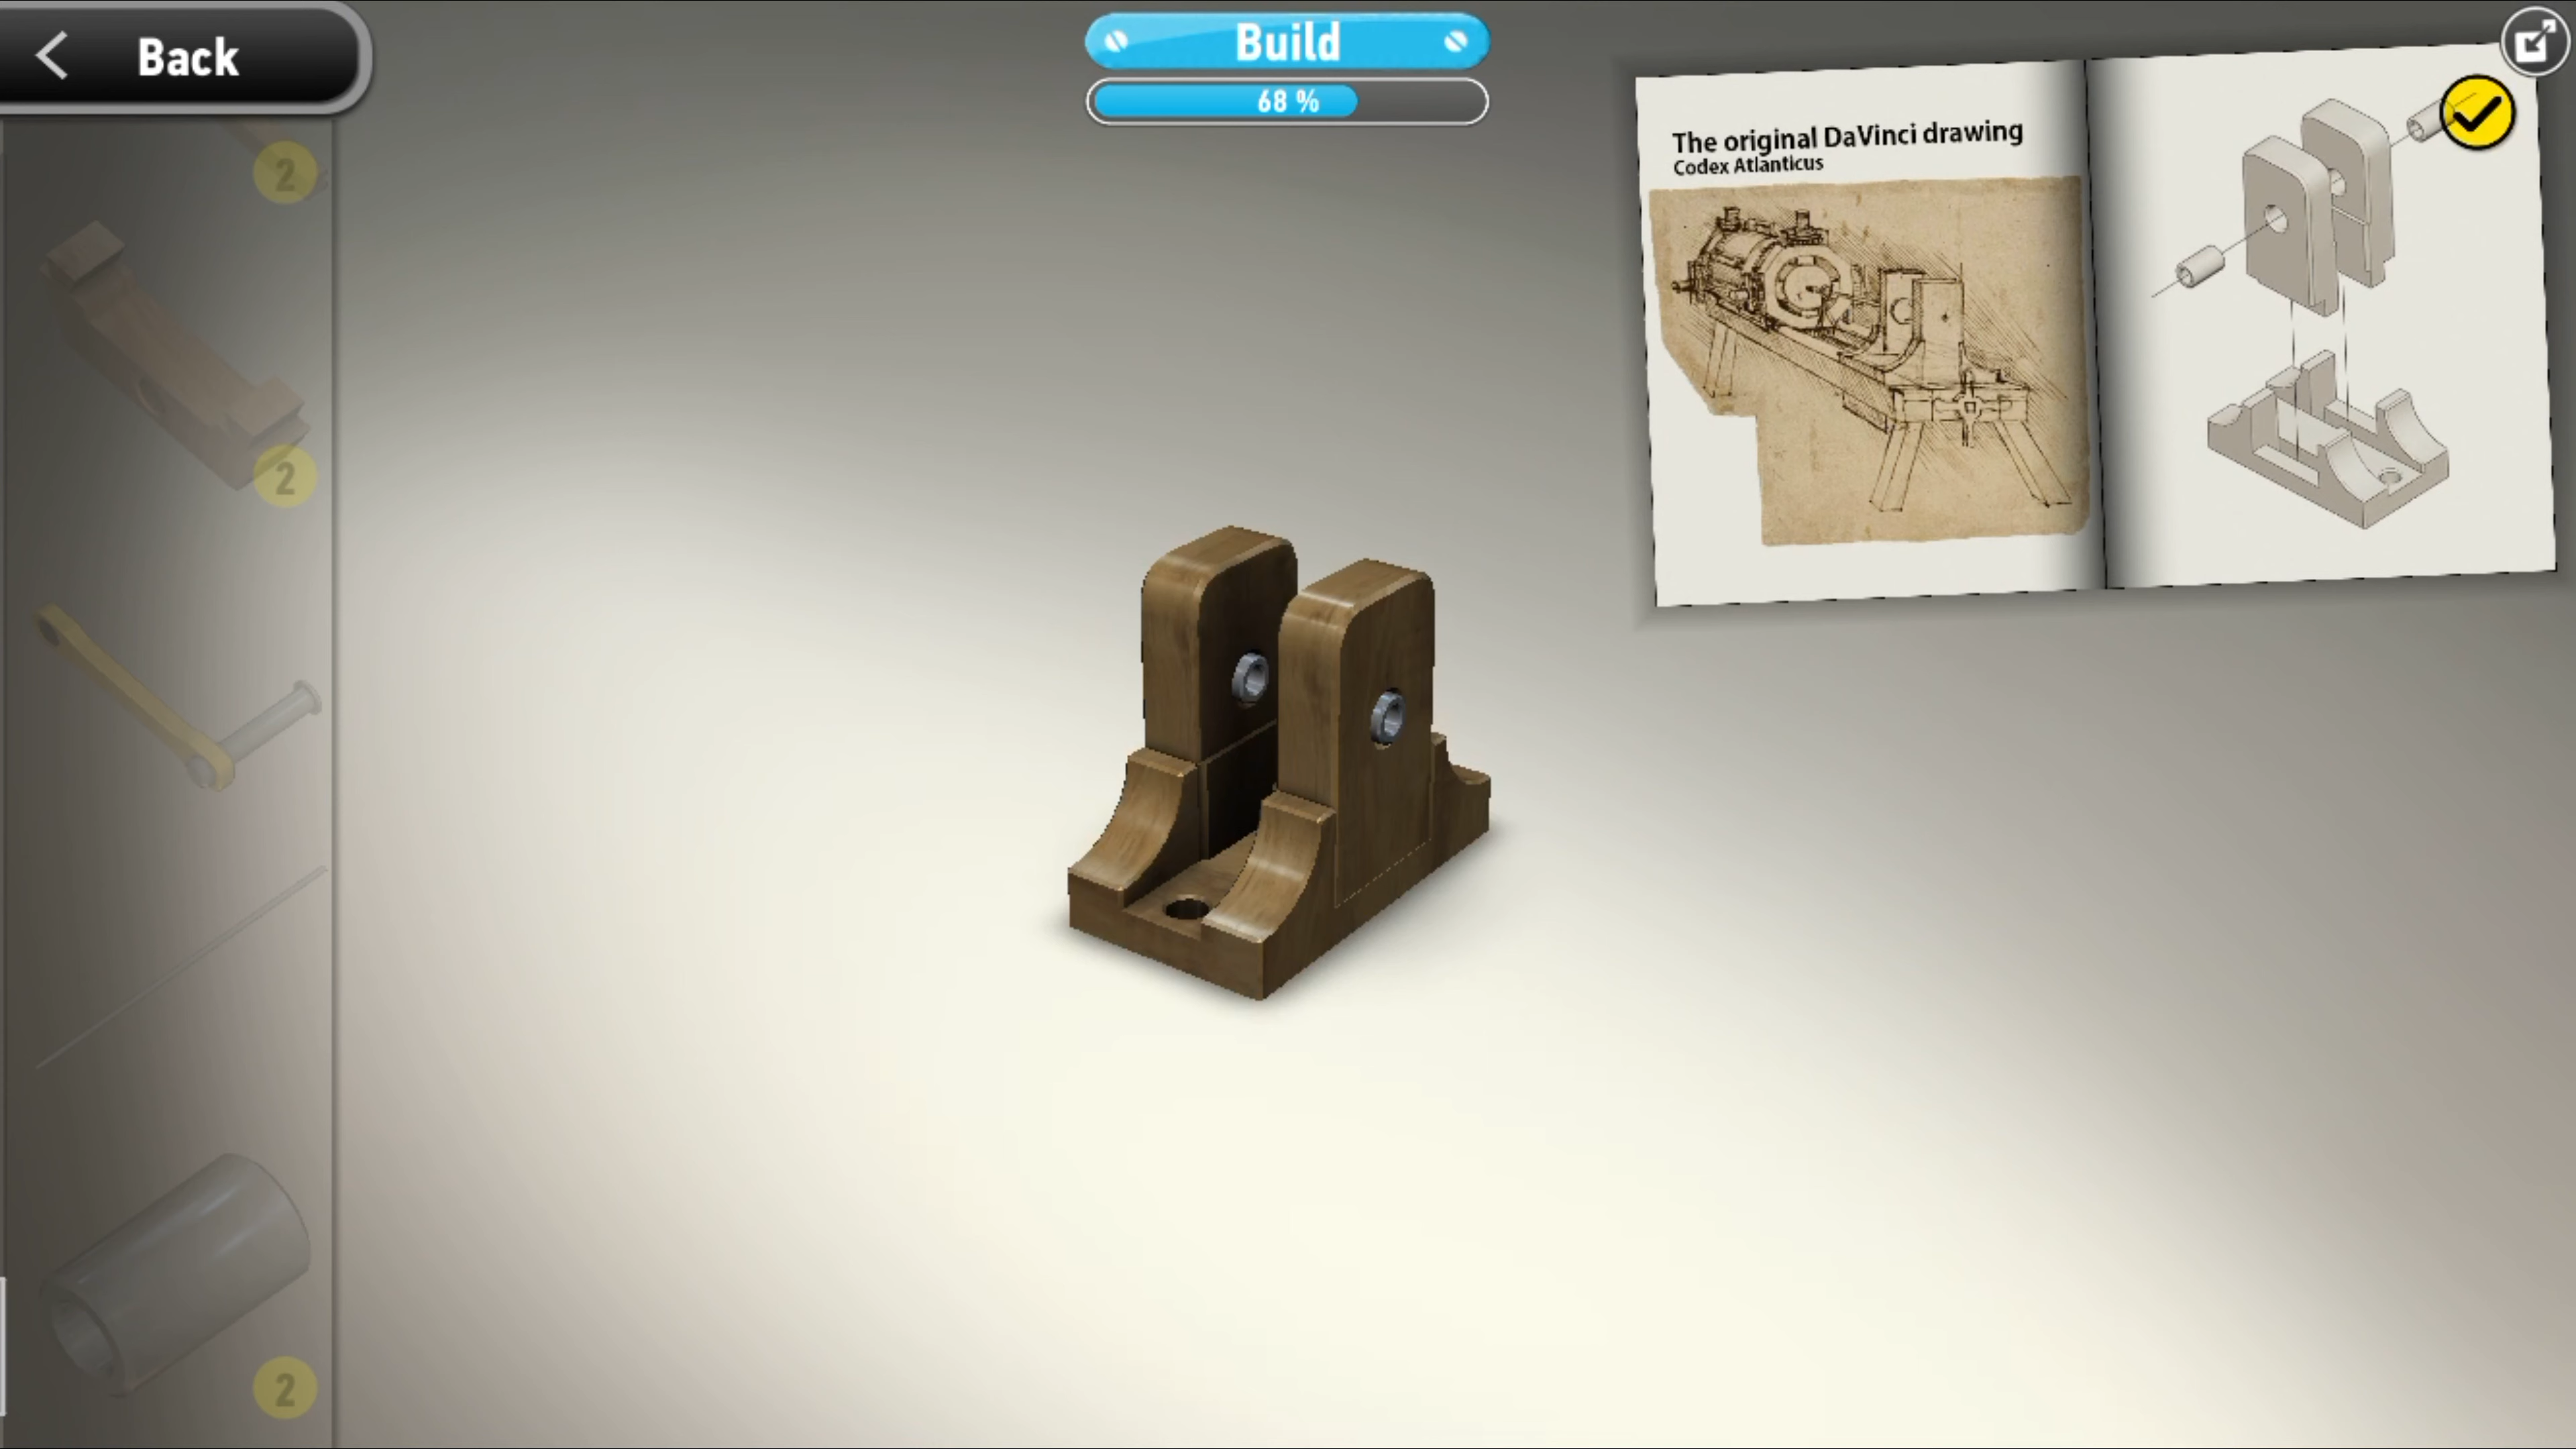 Back
Build
68 %
The original DaVinci drawing
Codex Atlanticus
2
2
2